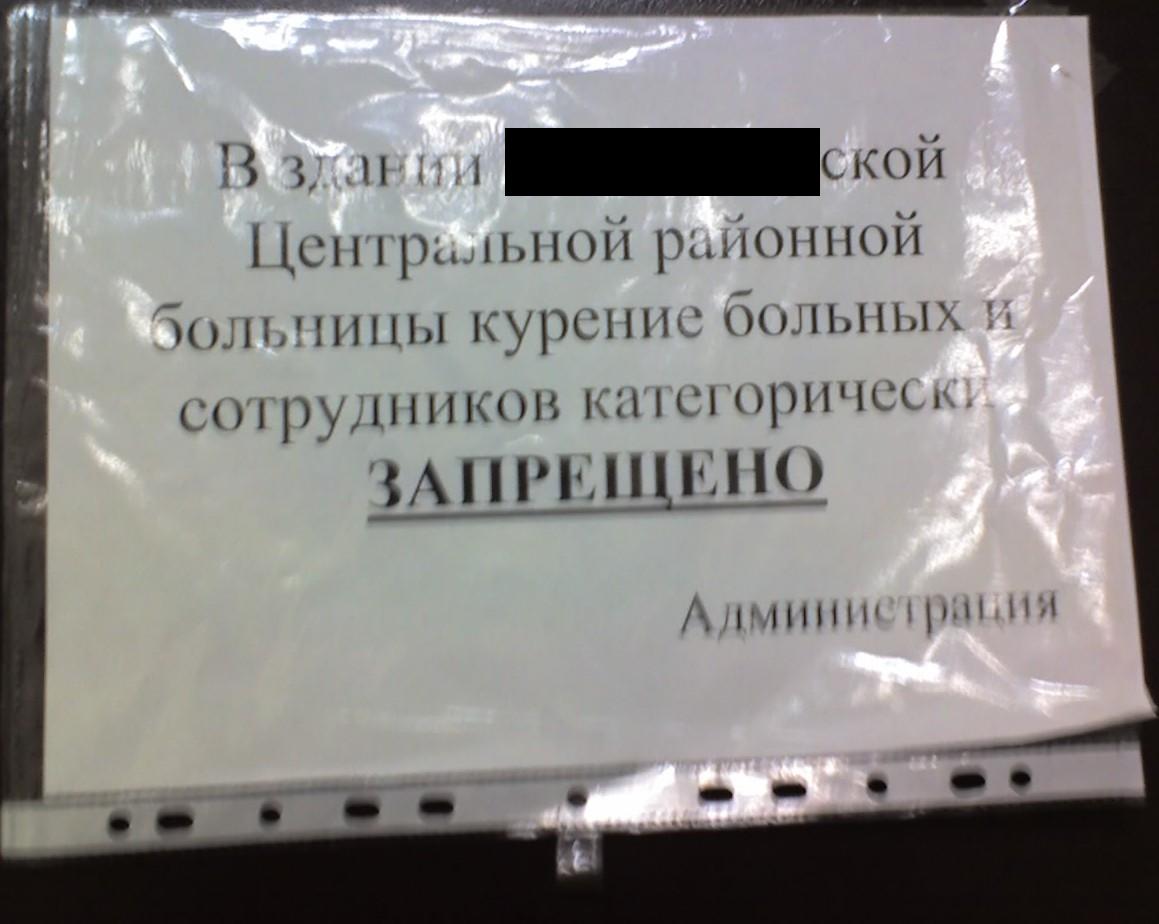 В здании ской
Центральной районной
больницы курение больных и
сотрудников категорически
ЗАПРЕЩЕНО
Администрация